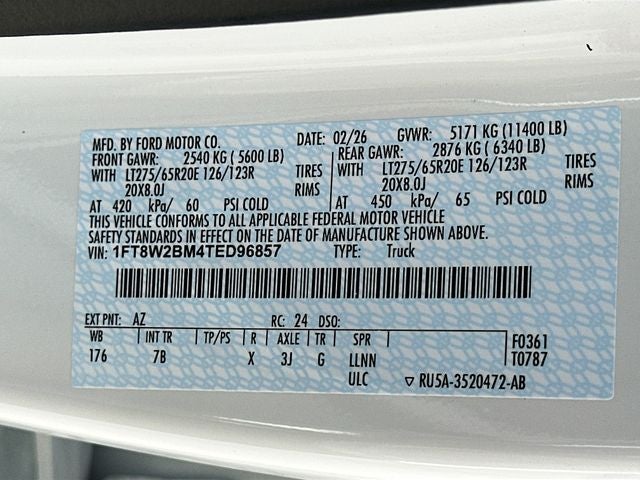 MFD. BY FORD MOTOR CO. DATE: 02/26 GVWR: 5171 KG (11400 LB)
FRONT GAWR: 2540 KG (5600 LB) REAR GAWR: 2876 KG (6340 LB)
WITH LT275/65R20E 126/123R TIRES WITH LT275/65R20E 126/123R TIRES
20X8.0J RIMS 20X8.0J RIMS
AT 420 kPa/ 60 PSI COLD AT 450 kPa/ 65 PSI COLD
THIS VEHICLE CONFORMS TO ALL APPLICABLE FEDERAL MOTOR VEHICLE
SAFETY STANDARDS IN EFFECT ON THE DATE OF MANUFACTURE SHOWN ABOVE.
VIN: 1FT8W2BM4TED96857 TYPE: Truck
EXT PNT: AZ RC: 24 DSO:
WB INT TR TP/PS R AXLE TR SPR F0361
176 7B X 3J G LLNN T0787
ULC ▽ RU5A-3520472-AB